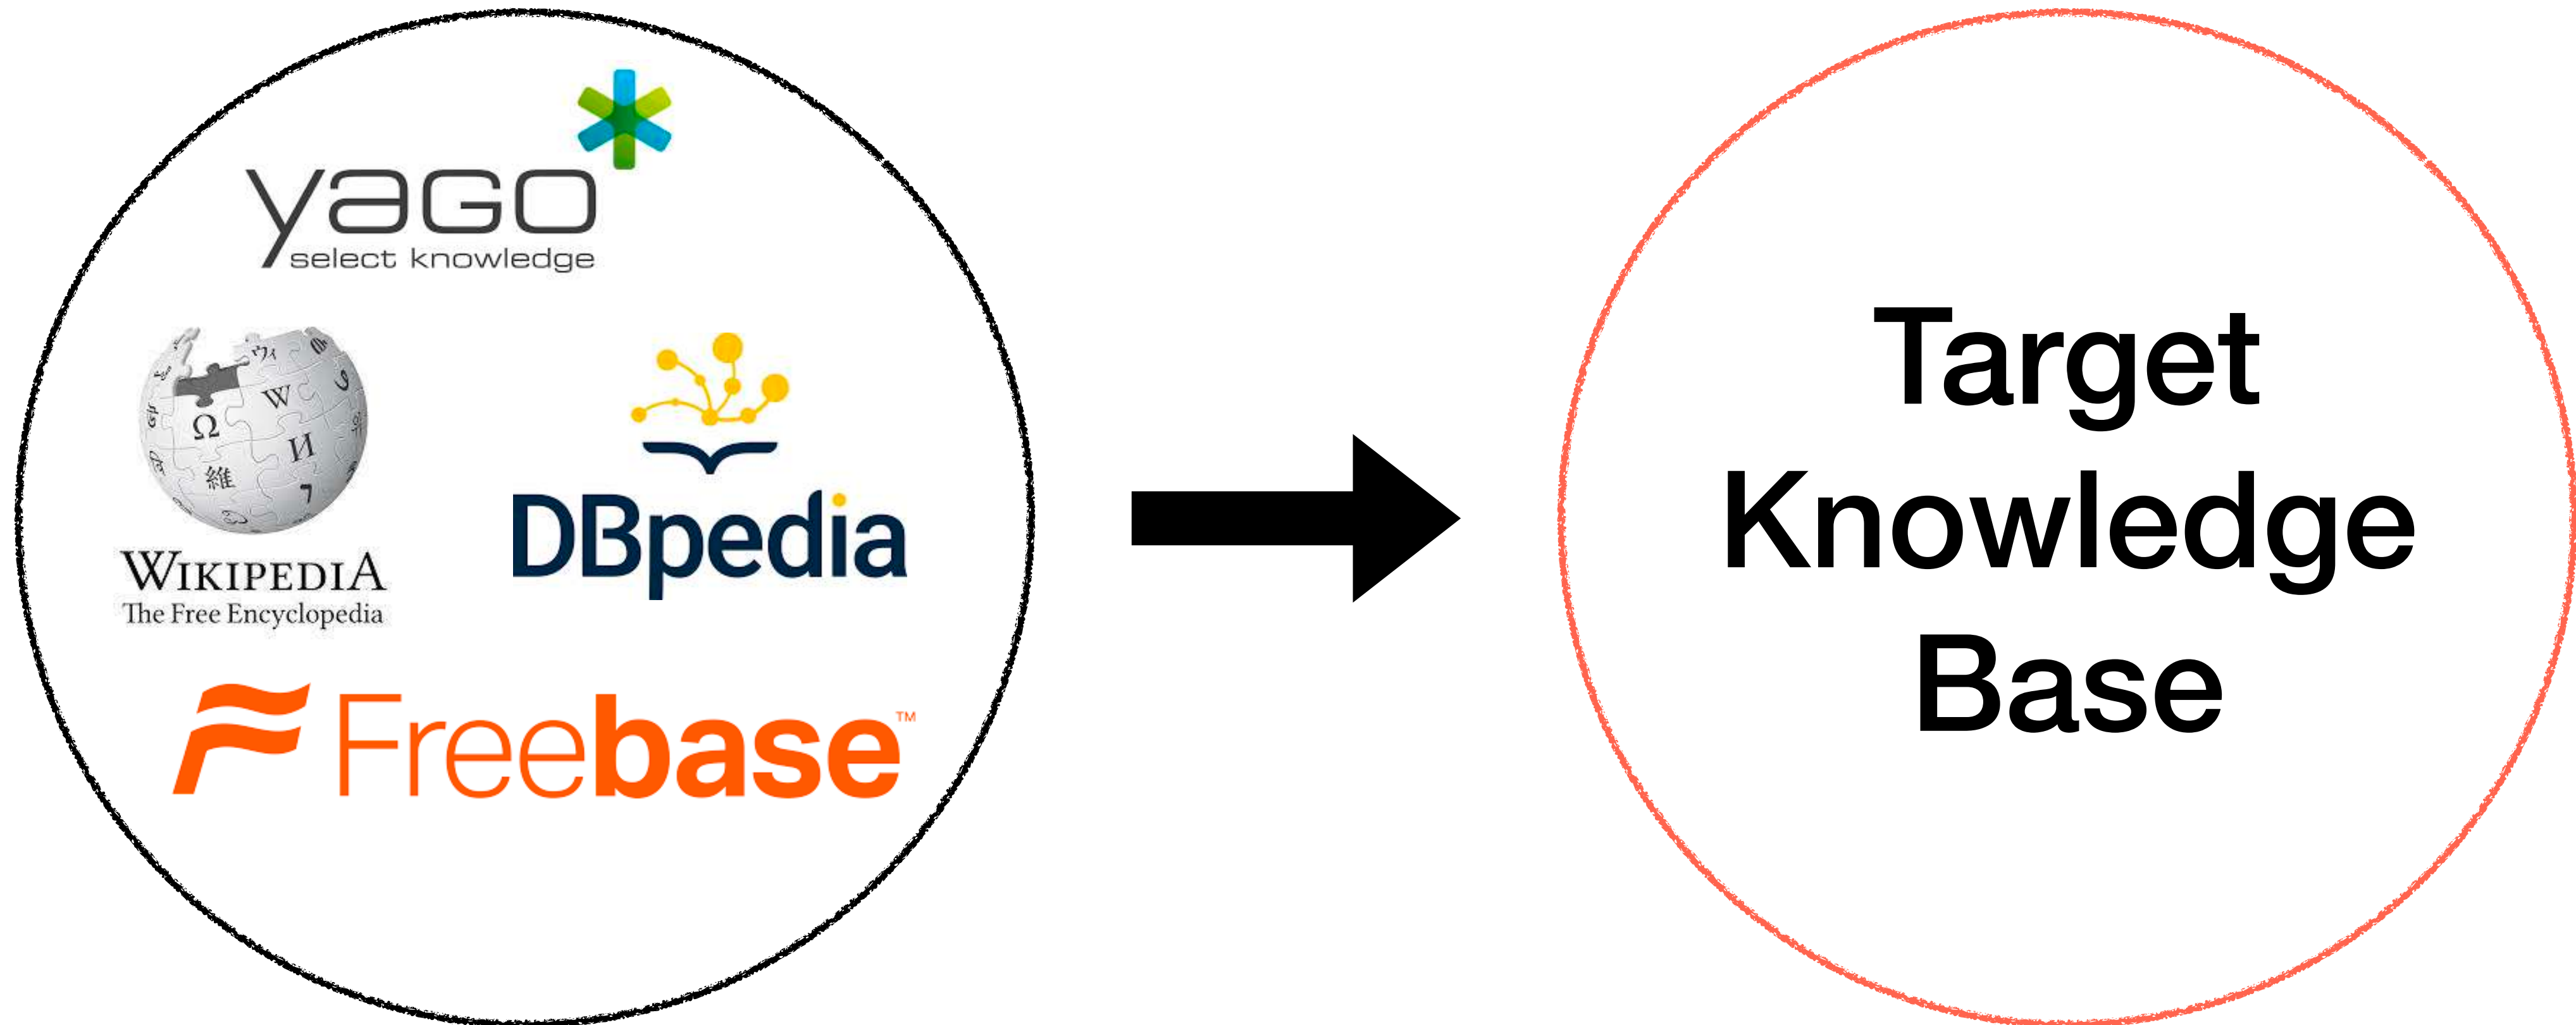 yago
select knowledge
WIKIPEDIA
The Free Encyclopedia
DBpedia
Freebase™
Target
Knowledge
Base